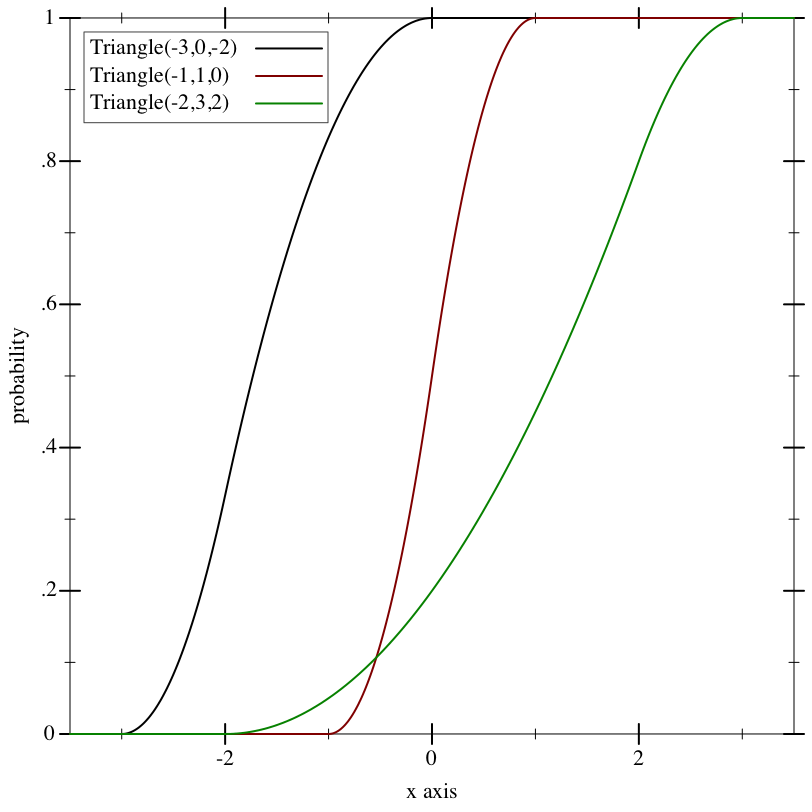 1
Triangle(-3,0,-2)
Triangle(-1,1,0)
Triangle(-2,3,2)
.8
.6
probability
.4
.2
0
-2 0 2
x axis